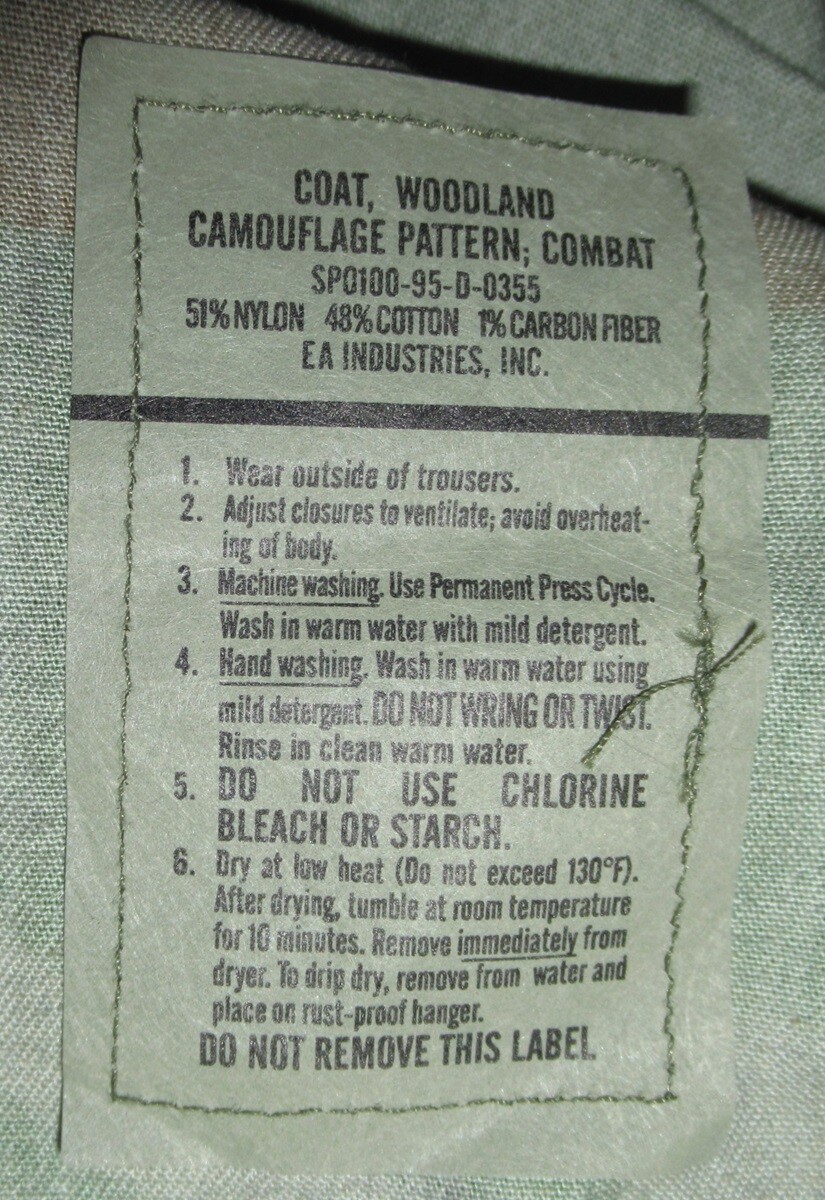 COAT, WOODLAND
CAMOUFLAGE PATTERN; COMBAT
SPO100-95-D-0355
51% NYLON 48% COTTON 1% CARBON FIBER
EA INDUSTRIES, INC.
1. Wear outside of trousers.
2. Adjust closures to ventilate; avoid overheat-
ing of body.
3. Machine washing. Use Permanent Press Cycle.
Wash in warm water with mild detergent.
4. Hand washing. Wash in warm water using
mild detergent. DO NOT WRING OR TWIST.
Rinse in clean warm water.
5. DO NOT USE CHLORINE
BLEACH OR STARCH.
6. Dry at low heat (Do not exceed 130°F).
After drying, tumble at room temperature
for 10 minutes. Remove immediately from
dryer. To drip dry, remove from water and
place on rust-proof hanger.
DO NOT REMOVE THIS LABEL